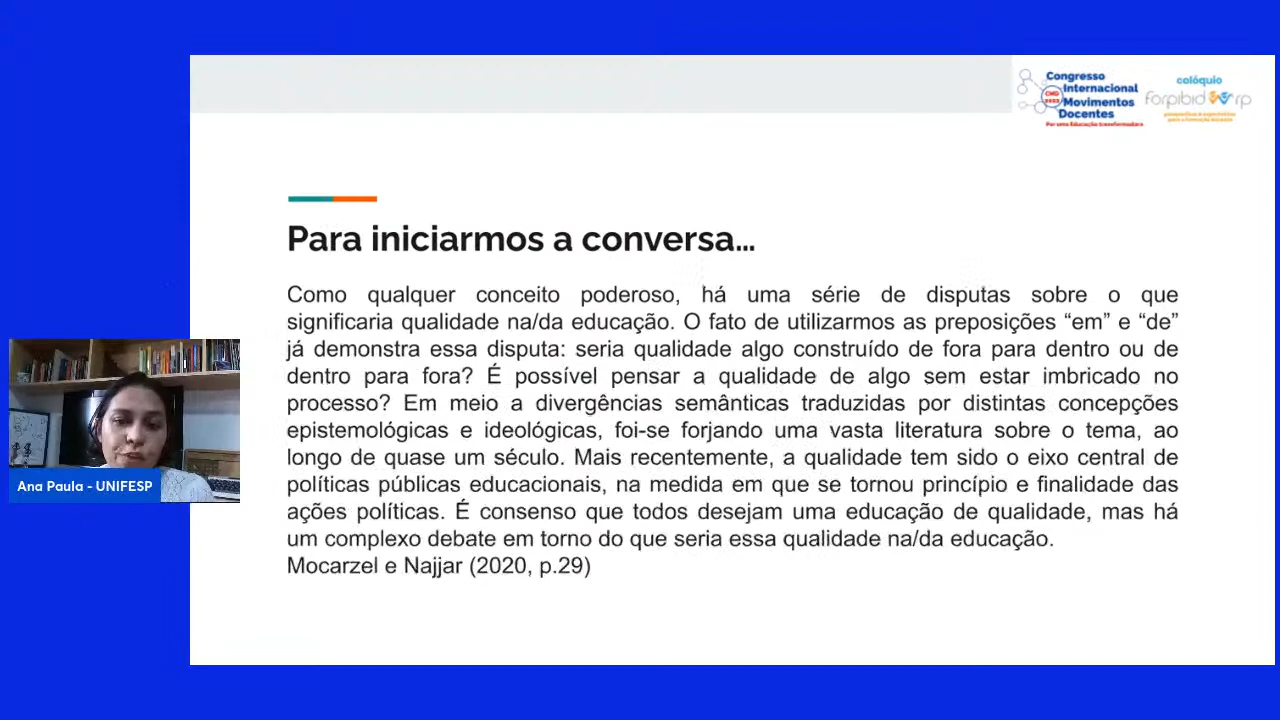 Congresso
Internacional
CMD
Movimentos
Docentes
Por uma Educação transformadora
colóquio
forpibid rp
Para iniciarmos a conversa...
Como qualquer conceito poderoso, há uma série de disputas sobre o que
significaria qualidade na/da educação. O fato de utilizarmos as preposições “em” e “de”
já demonstra essa disputa: seria qualidade algo construído de fora para dentro ou de
dentro para fora? É possível pensar a qualidade de algo sem estar imbricado no
processo? Em meio a divergências semânticas traduzidas por distintas concepções
epistemológicas e ideológicas, foi-se forjando uma vasta literatura sobre o tema, ao
longo de quase um século. Mais recentemente, a qualidade tem sido o eixo central de
políticas públicas educacionais, na medida em que se tornou princípio e finalidade das
ações políticas. É consenso que todos desejam uma educação de qualidade, mas há
um complexo debate em torno do que seria essa qualidade na/da educação.
Mocarzel e Najjar (2020, p.29)
Ana Paula - UNIFESP